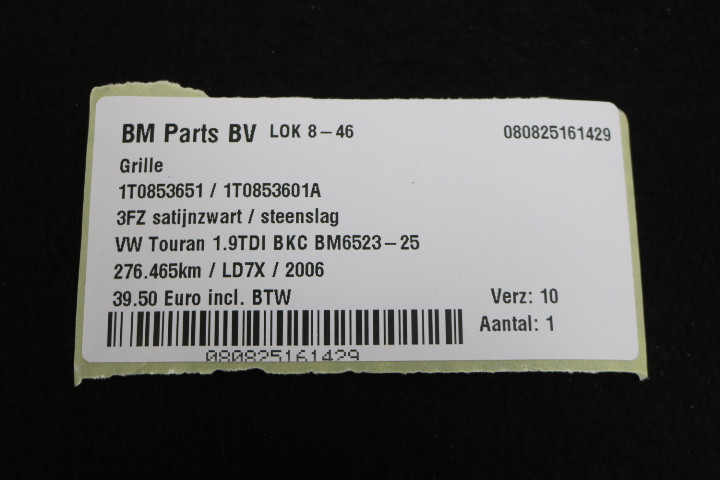 BM Parts BV LOK 8-46 080825161429
Grille
1T0853651 / 1T0853601A
3FZ satijnzwart / steenslag
VW Touran 1.9TDI BKC BM6523-25
276.465km / LD7X / 2006
39.50 Euro incl. BTW Verz: 10
Aantal: 1
080825161429